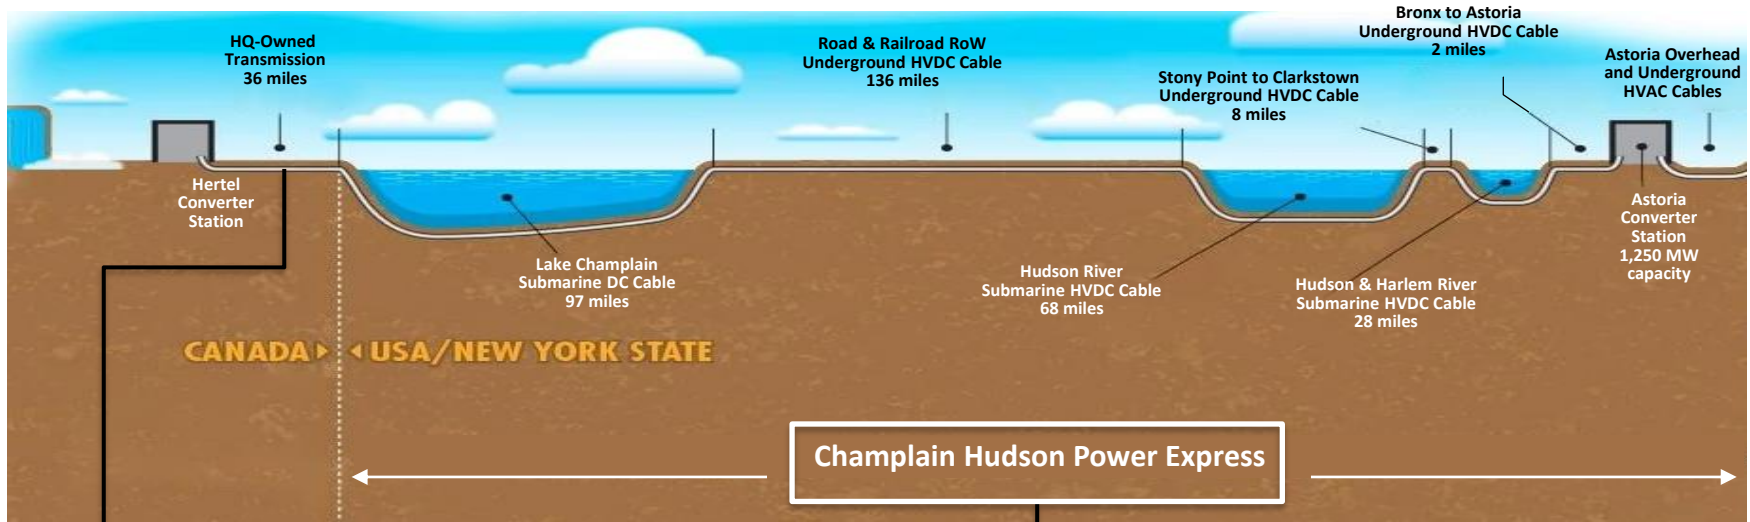 HQ-Owned
Transmission
36 miles
Road & Railroad RoW
Underground HVDC Cable
136 miles
Bronx to Astoria
Underground HVDC Cable
2 miles
Stony Point to Clarkstown
Underground HVDC Cable
8 miles
Astoria Overhead
and Underground
HVAC Cables
Hertel
Converter
Station
Lake Champlain
Submarine DC Cable
97 miles
Hudson River
Submarine HVDC Cable
68 miles
Hudson & Harlem River
Submarine HVDC Cable
28 miles
Astoria
Converter
Station
1,250 MW
capacity
CANADA USA/NEW YORK STATE
Champlain Hudson Power Express